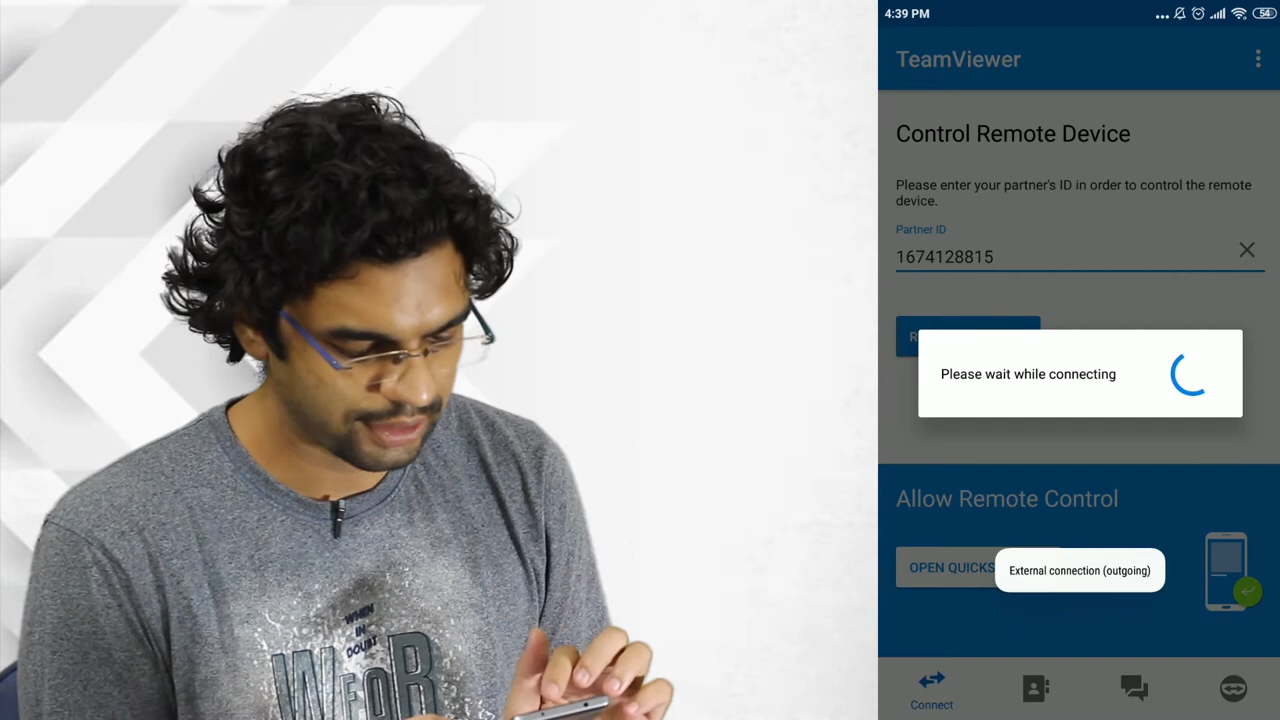 4:39 PM
54
TeamViewer
Control Remote Device
Please enter your partner's ID in order to control the remote
device.
Partner ID
1674128815
Please wait while connecting
Allow Remote Control
OPEN QUICKS
External connection (outgoing)
Connect
WHEN
IN
DOUBT